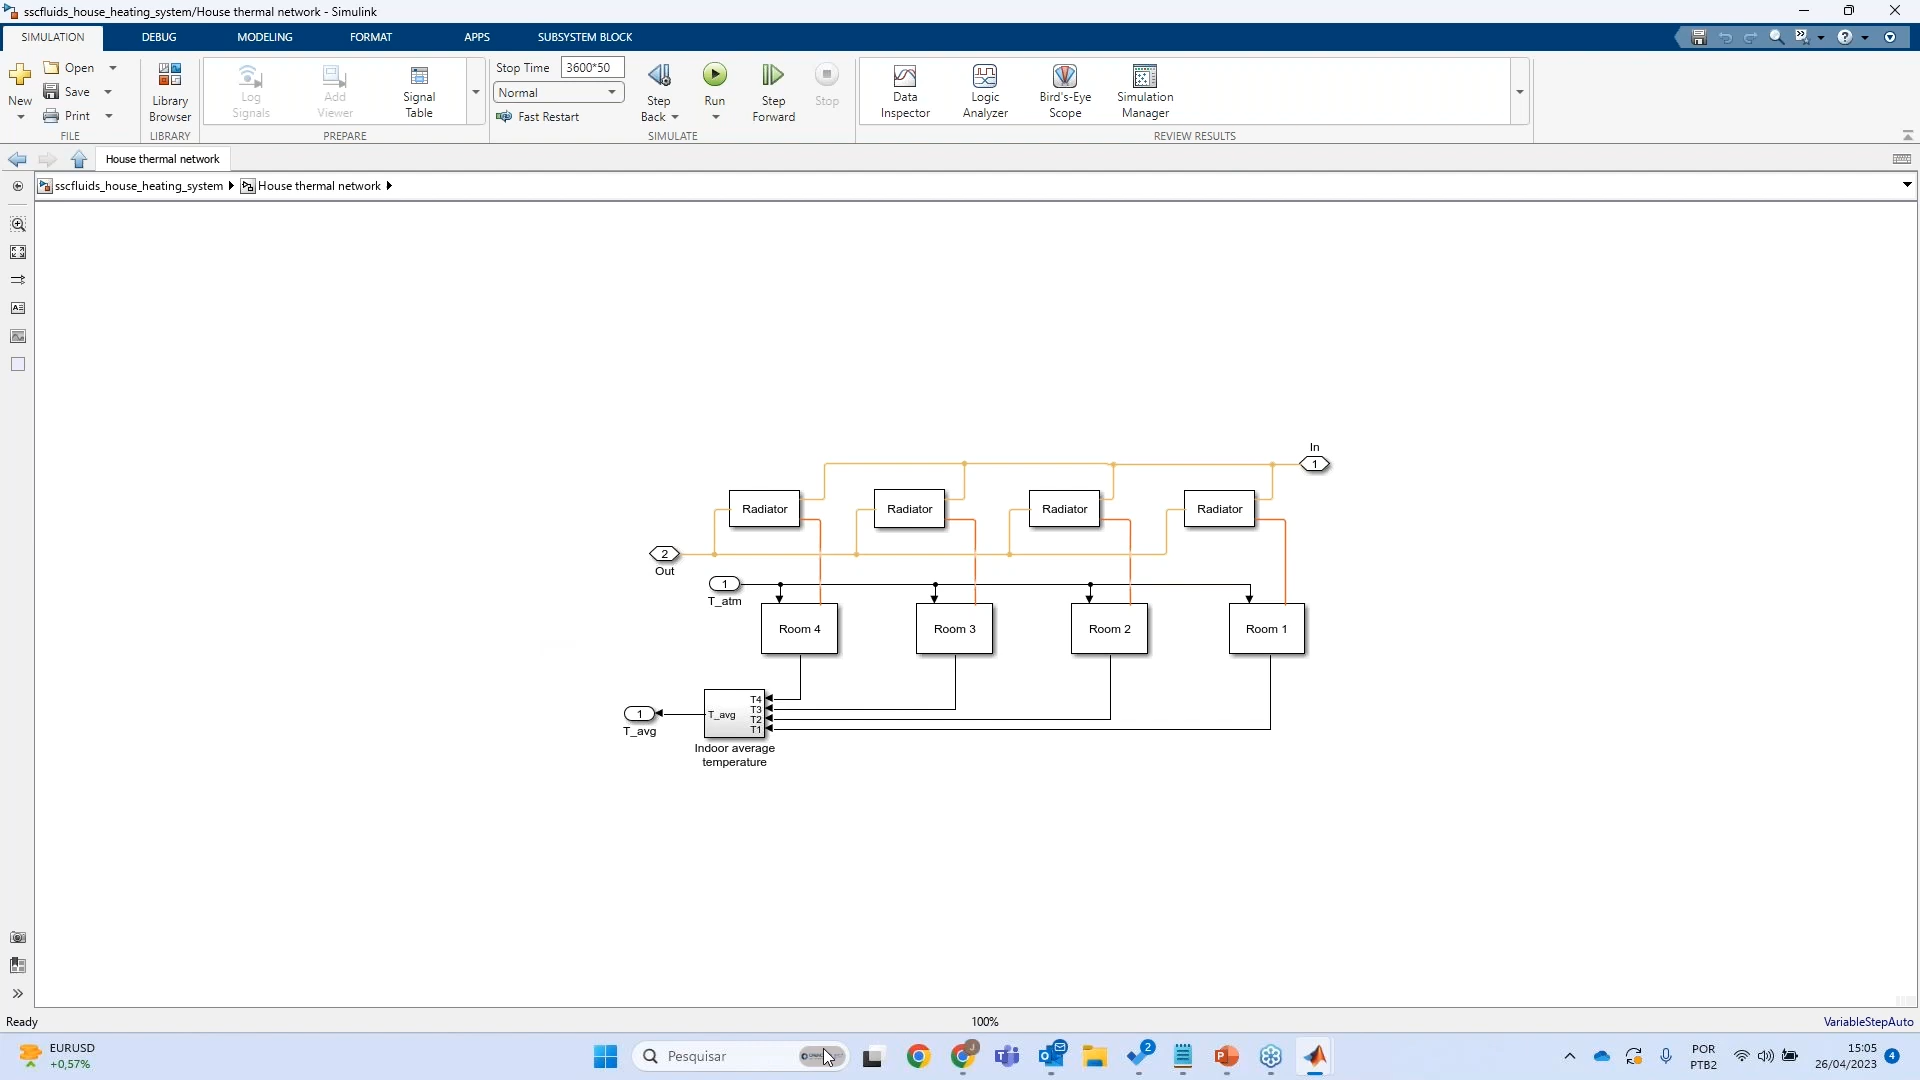 sscfluids_house_heating_system/House thermal network - Simulink
SIMULATION DEBUG MODELING FORMAT APPS SUBSYSTEM BLOCK
New
Open
Save
Print
FILE
Library
Browser
LIBRARY
Log
Signals
Add
Viewer
Signal
Table
PREPARE
Stop Time 3600*50
Normal
Fast Restart
Step
Back
Run
Step
Forward
Stop
SIMULATE
Data
Inspector
Logic
Analyzer
Bird's-Eye
Scope
Simulation
Manager
REVIEW RESULTS
House thermal network
sscfluids_house_heating_system House thermal network
In
1
Radiator Radiator Radiator Radiator
2
Out
1
T_atm
Room 4 Room 3 Room 2 Room 1
1
T_avg
T_avg
T4
T3
T2
T1
Indoor average
temperature
Ready 100% VariableStepAuto
EURUSD
+0,57%
Pesquisar
2
POR
PTB2
15:05
26/04/2023
4